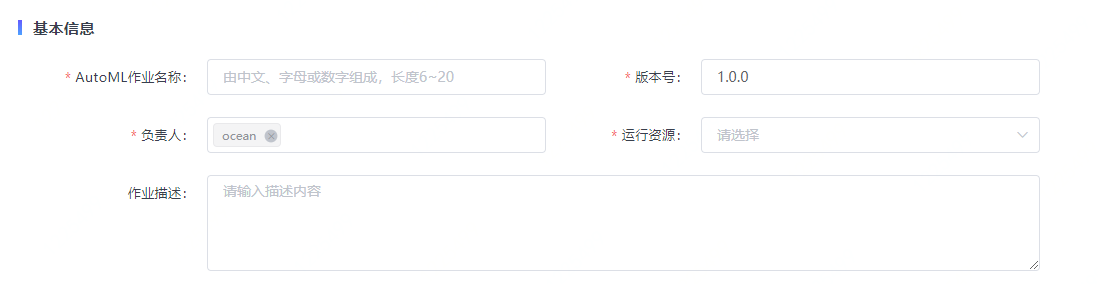 基本信息
* AutoML作业名称： 由中文、字母或数字组成，长度6~20 * 版本号： 1.0.0
* 负责人： ocean * 运行资源： 请选择
作业描述： 请输入描述内容